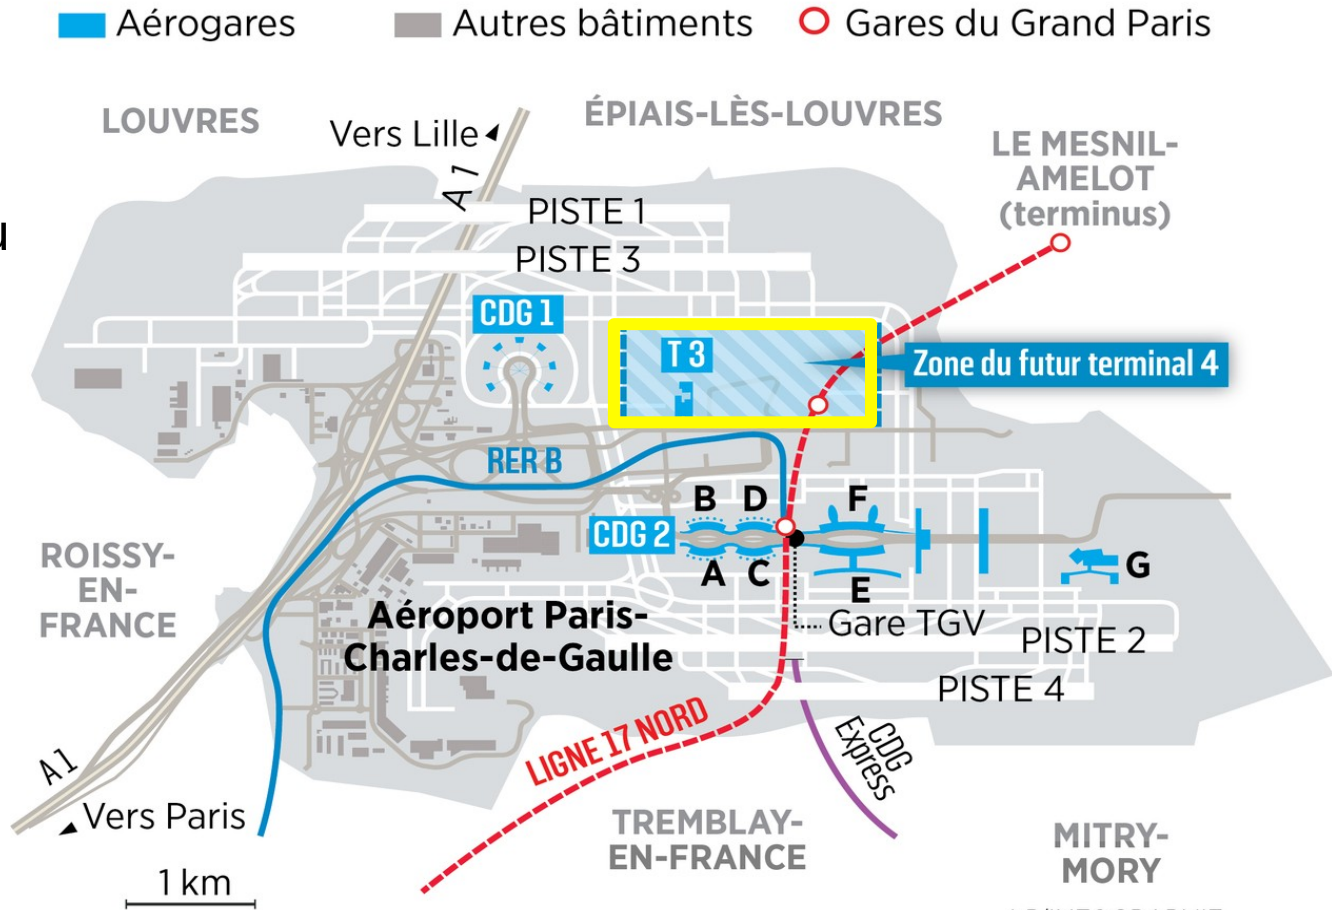 Aérogares
Autres bâtiments
Gares du Grand Paris
LOUVRES
ÉPIAIS-LÈS-LOUVRES
Vers Lille
A 1
LE MESNIL-
AMELOT
(terminus)
PISTE 1
PISTE 3
CDG 1
T 3
Zone du futur terminal 4
RER B
B
D
F
CDG 2
A
C
E
G
ROISSY-
EN-
FRANCE
Aéroport Paris-
Charles-de-Gaulle
Gare TGV
PISTE 2
PISTE 4
LIGNE 17 NORD
CDG
Express
A1
Vers Paris
TREMBLAY-
EN-FRANCE
MITRY-
MORY
1 km